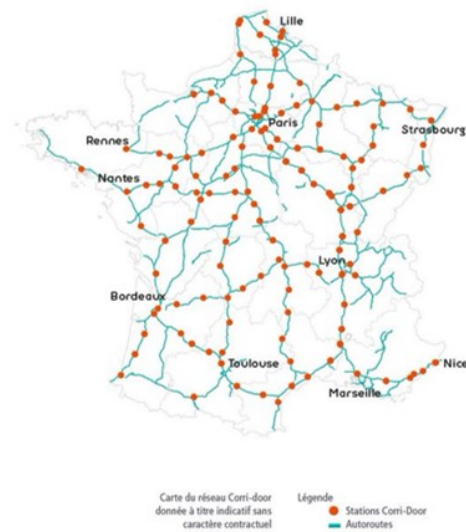 Lille
Paris
Strasbourg
Rennes
Nantes
Lyon
Bordeaux
Toulouse
Nice
Marseille
Carte du réseau Corri-door
donnée à titre indicatif sans
caractère contractuel
Légende
Stations Corri-Door
Autoroutes